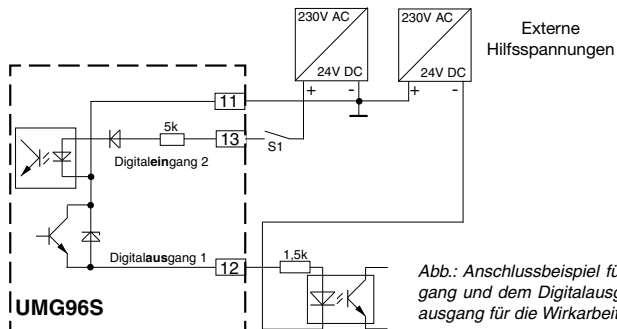 230V AC
230V AC
Externe
Hilfsspannungen
24V DC
24V DC
+ -
+ -
11
5k
13
S1
Digitaleingang 2
Digitalausgang 1
12
1,5k
UMG96S
Abb.: Anschlussbeispiel fü
gang und dem Digitalausg
ausgang für die Wirkarbeit